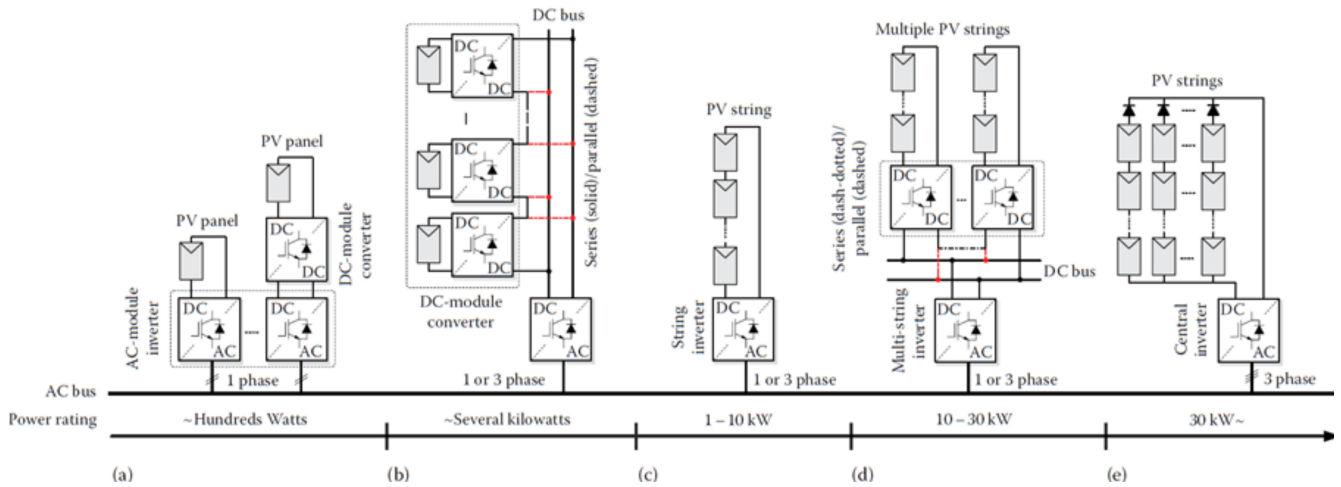 DC bus
Multiple PV strings
PV strings
PV string
PV panel
PV panel
DC
DC
DC
DC
DC
DC
Series (solid)/parallel (dashed)
DC-module
converter
DC
DC
DC-module
converter
AC-module
inverter
DC
AC
DC
AC
1 phase
DC
AC
1 or 3 phase
String
inverter
DC
AC
1 or 3 phase
Series (dash-dotted)/
parallel (dashed)
DC
DC
DC
DC
DC bus
Multi-string
inverter
DC
AC
1 or 3 phase
Central
inverter
DC
AC
3 phase
AC bus
Power rating
~Hundreds Watts
~Several kilowatts
1 – 10 kW
10 – 30 kW
30 kW ~
(a)
(b)
(c)
(d)
(e)